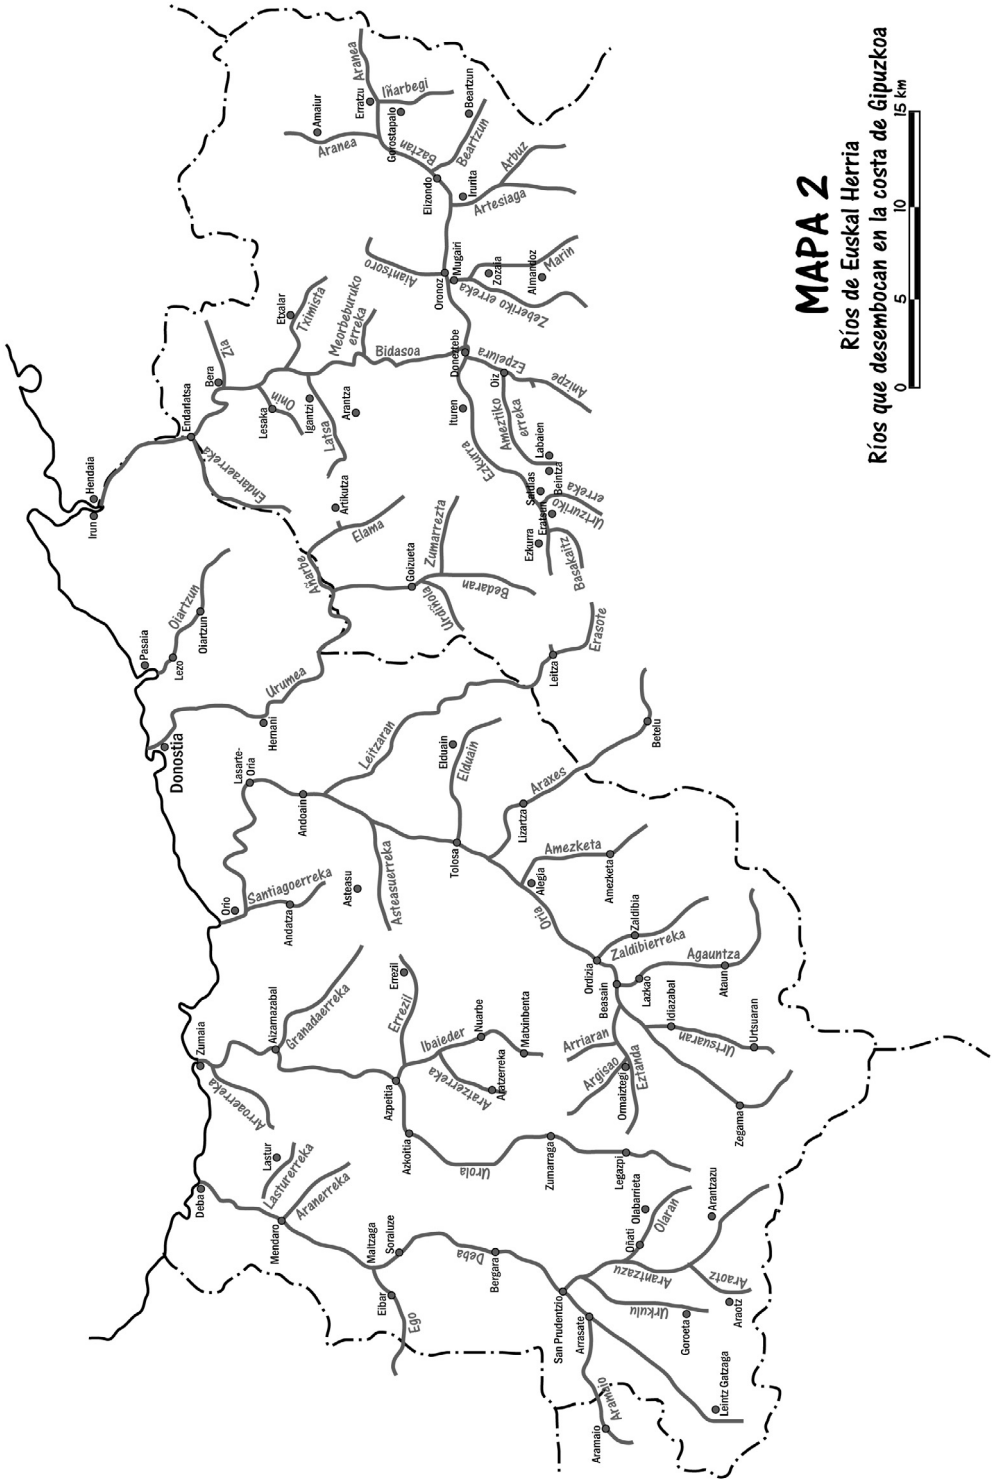 MAPA 2
Ríos de Euskal Herria
Ríos que desembocan en la costa de Gipuzkoa
0 5 10 15 km
Deba
Lastur
Lasturerreka
Aranerreka
Mendaro
Maltzaga
Soraluze
Eibar
Ego
Deba
Bergara
San Prudentzio
Arrasate
Aramaio
Aramaio
Leintz Gatzaga
Urkulu
Goroeta
Arantzazu
Oñati
Olabarrieta
Olaran
Arantzazu
Araotz
Araotz
Zumaia
Arroaerreka
Aizarnazabal
Granadaerreka
Azpeitia
Azkoitia
Urola
Zumarraga
Legazpi
Errezil
Errezil
Ibaieder
Nuarbe
Matxinbenta
Aratzerreka
Aratzerreka
Orio
Santiagoerreka
Andatza
Asteasu
Asteasuerreka
Lasarte-
Oria
Andoain
Leitzaran
Leitza
Erasote
Tolosa
Elduain
Elduain
Lizartza
Araxes
Betelu
Alegia
Amezketa
Amezketa
Oria
Ordizia
Zaldibia
Zaldibierreka
Beasain
Lazkao
Agauntza
Ataun
Idiazabal
Urtsuaran
Urtsuaran
Arriaran
Argisao
Ormaiztegi
Eztanda
Zegama
Donostia
Hernani
Urumea
Añarbe
Elama
Artikutza
Goizueta
Zumarrezta
Urdiñola
Bedaran
Pasaia
Lezo
Oiartzun
Oiartzun
Irun
Hendaia
Endarlatsa
Endaraerreka
Bera
Zia
Lesaka
Onin
Igantzi
Latsa
Arantza
Etxalar
Tximista
Meorbeburuko
erreka
Bidasoa
Doneztebe
Ezpelura
Oiz
Anizpe
Ameztiko
erreka
Ituren
Ezkurra
Labaien
Beintza
Saldias
Eratsun
Urtzuriko
erreka
Ezkurra
Basakaitz
Oronoz
Mugairi
Aiantsoro
Zeberiko erreka
Zozaia
Almandoz
Marin
Elizondo
Irurita
Artesiaga
Arbuz
Baztan
Beartzun
Beartzun
Gorostapalo
Iñarbegi
Erratzu
Aranea
Amaiur
Aranea